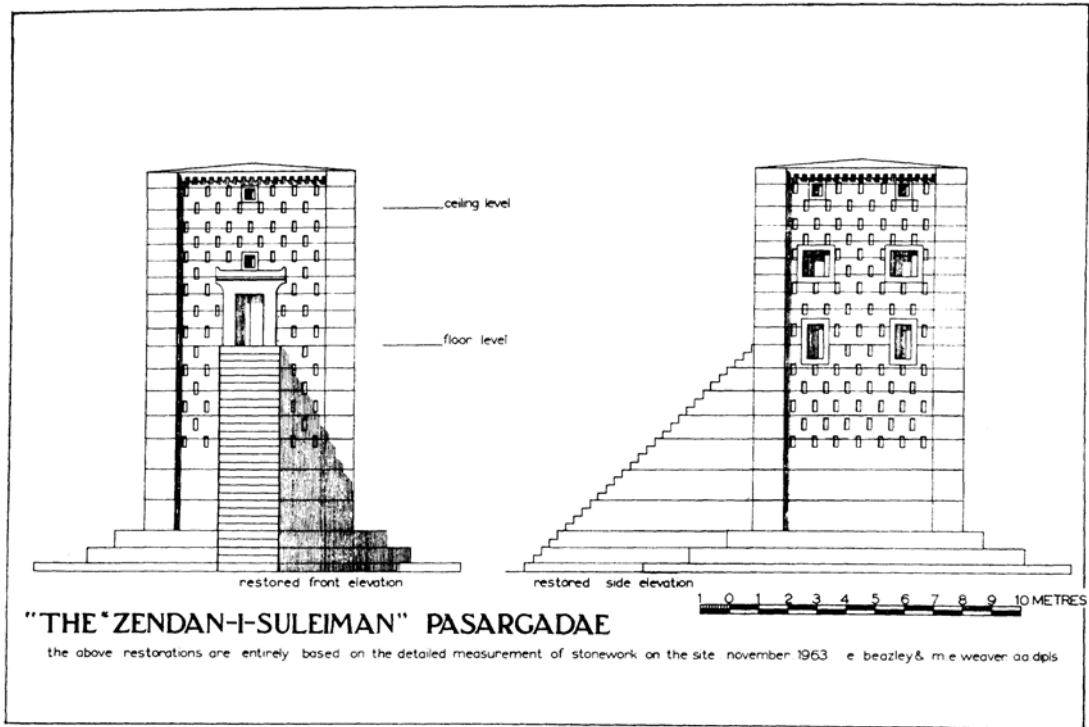 ceiling level
floor level
restored front elevation
restored side elevation
1 0 1 2 3 4 5 6 7 8 9 10 METRES
"THE "ZENDAN-I-SULEIMAN" PASARGADAE
the above restorations are entirely based on the detailed measurement of stonework on the site november 1963 e beazley & m.e weaver aa.dipls